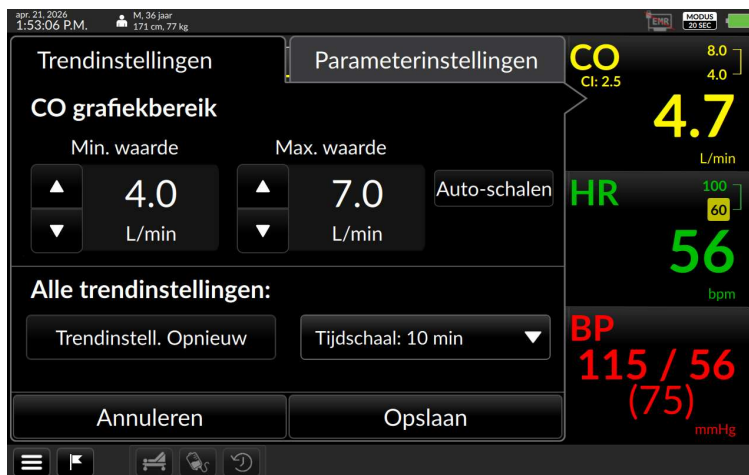 apr. 21, 2026
1:53:06 P.M.
M, 36 jaar
171 cm, 77 kg
EMR
MODUS
20 SEC
Trendinstellingen
Parameterinstellingen
CO grafiekbereik
Min. waarde
Max. waarde
4.0
L/min
7.0
L/min
Auto-schalen
Alle trendinstellingen:
Trendinstell. Opnieuw
Tijdschaal: 10 min
Annuleren
Opslaan
CO
CI: 2.5
8.0
4.0
4.7
L/min
HR
100
60
56
bpm
BP
115 / 56
(75)
mmHg